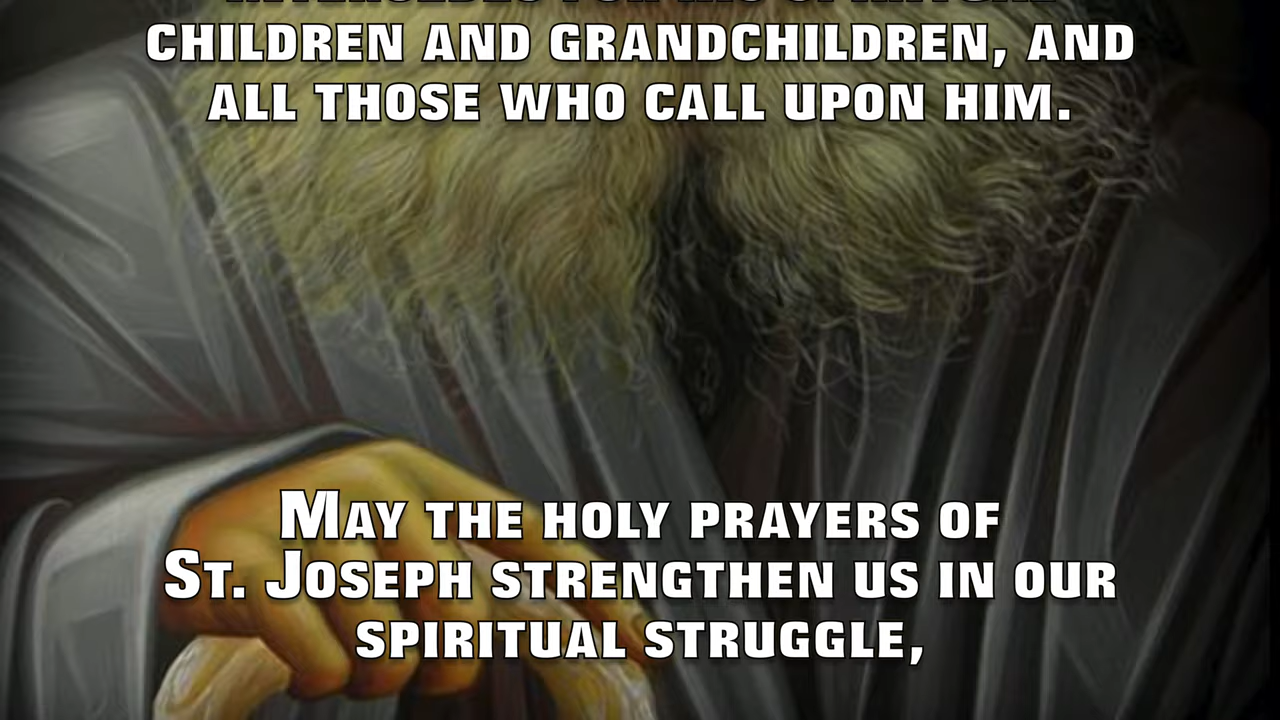 CHILDREN AND GRANDCHILDREN, AND
ALL THOSE WHO CALL UPON HIM.
MAY THE HOLY PRAYERS OF
ST. JOSEPH STRENGTHEN US IN OUR
SPIRITUAL STRUGGLE,